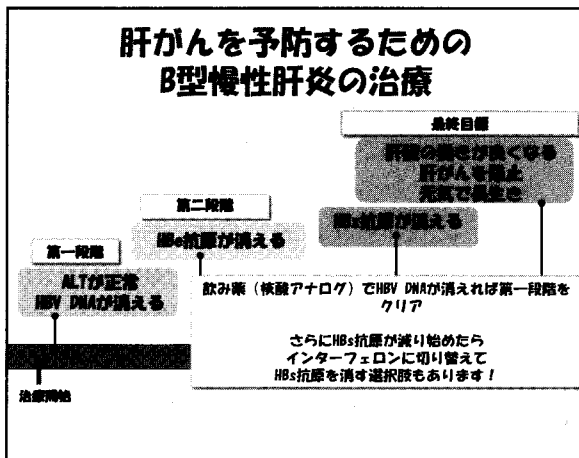 肝がんを予防するための
B型慢性肝炎の治療
最終目標
肝臓の働きが良くなる
肝がんを阻止
元気で長生き
第二段階
HBe抗原が消える
HBs抗原が消える
第一段階
ALTが正常
HBV DNAが消える
飲み薬（核酸アナログ）でHBV DNAが消えれば第一段階を
クリア
さらにHBs抗原が減り始めたら
インターフェロンに切り替えて
HBs抗原を消す選択肢もあります！
治療開始